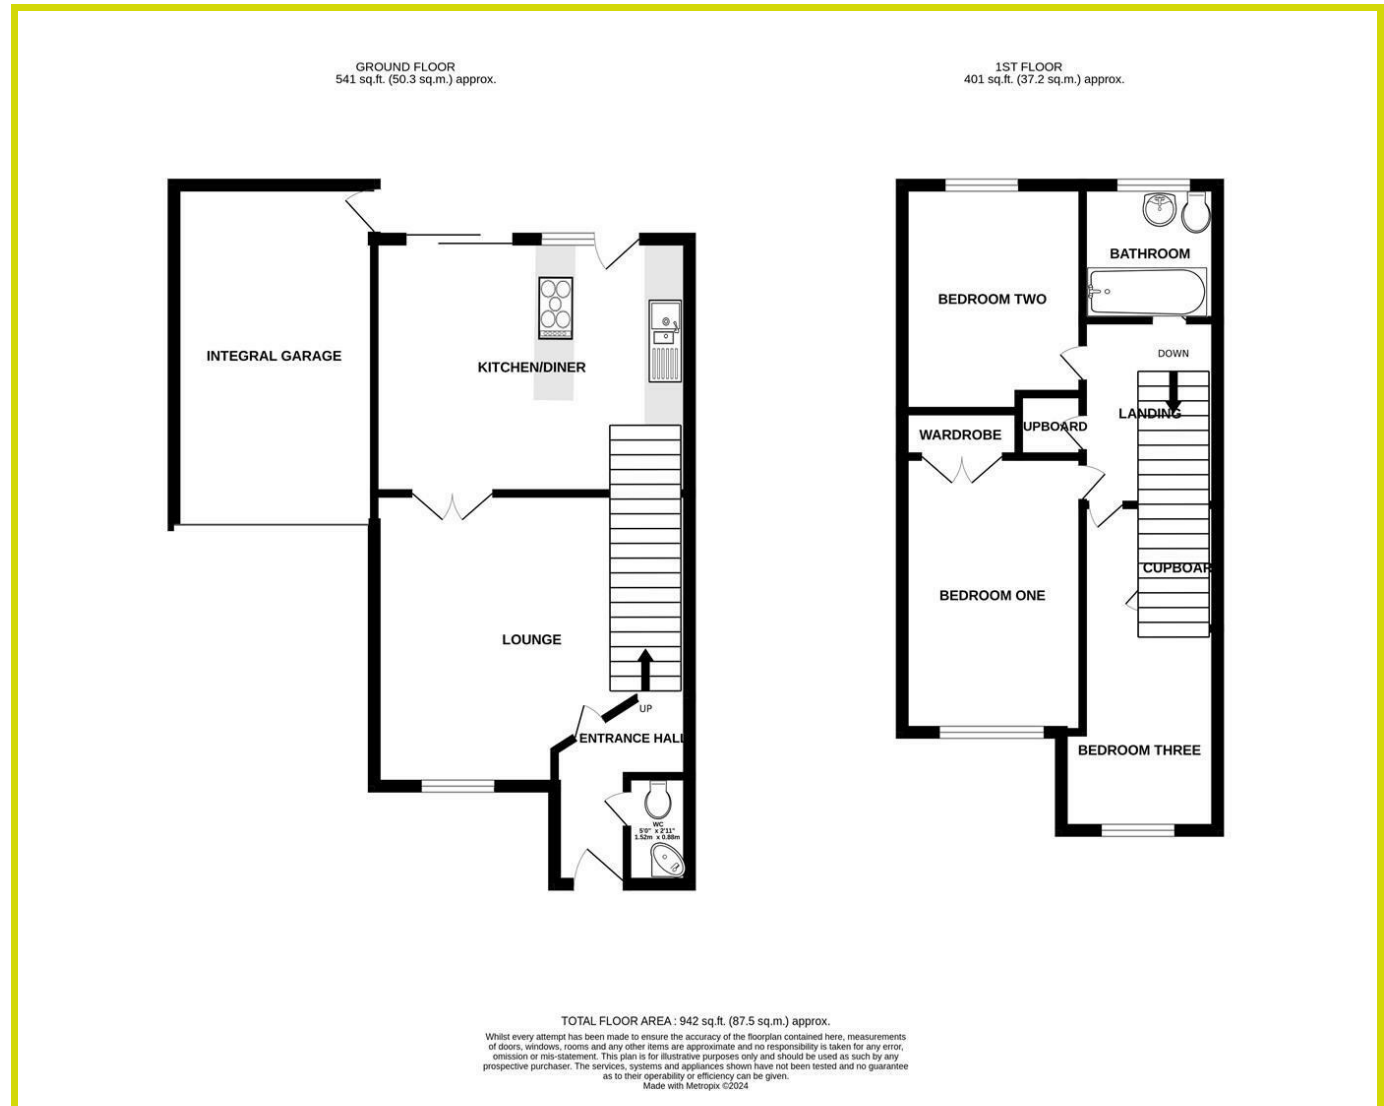 GROUND FLOOR
541 sq.ft. (50.3 sq.m.) approx.
1ST FLOOR
401 sq.ft. (37.2 sq.m.) approx.
INTEGRAL GARAGE
KITCHEN/DINER
LOUNGE
UP
ENTRANCE HALL
WC
5'0" x 2'11"
1.52m x 0.88m
BATHROOM
BEDROOM TWO
DOWN
LANDING
UPBOARD
WARDROBE
CUPBOAR
BEDROOM ONE
BEDROOM THREE
TOTAL FLOOR AREA : 942 sq.ft. (87.5 sq.m.) approx.
Whilst every attempt has been made to ensure the accuracy of the floorplan contained here, measurements
of doors, windows, rooms and any other items are approximate and no responsibility is taken for any error,
omission or mis-statement. This plan is for illustrative purposes only and should be used as such by any
prospective purchaser. The services, systems and appliances shown have not been tested and no guarantee
as to their operability or efficiency can be given.
Made with Metropix ©2024